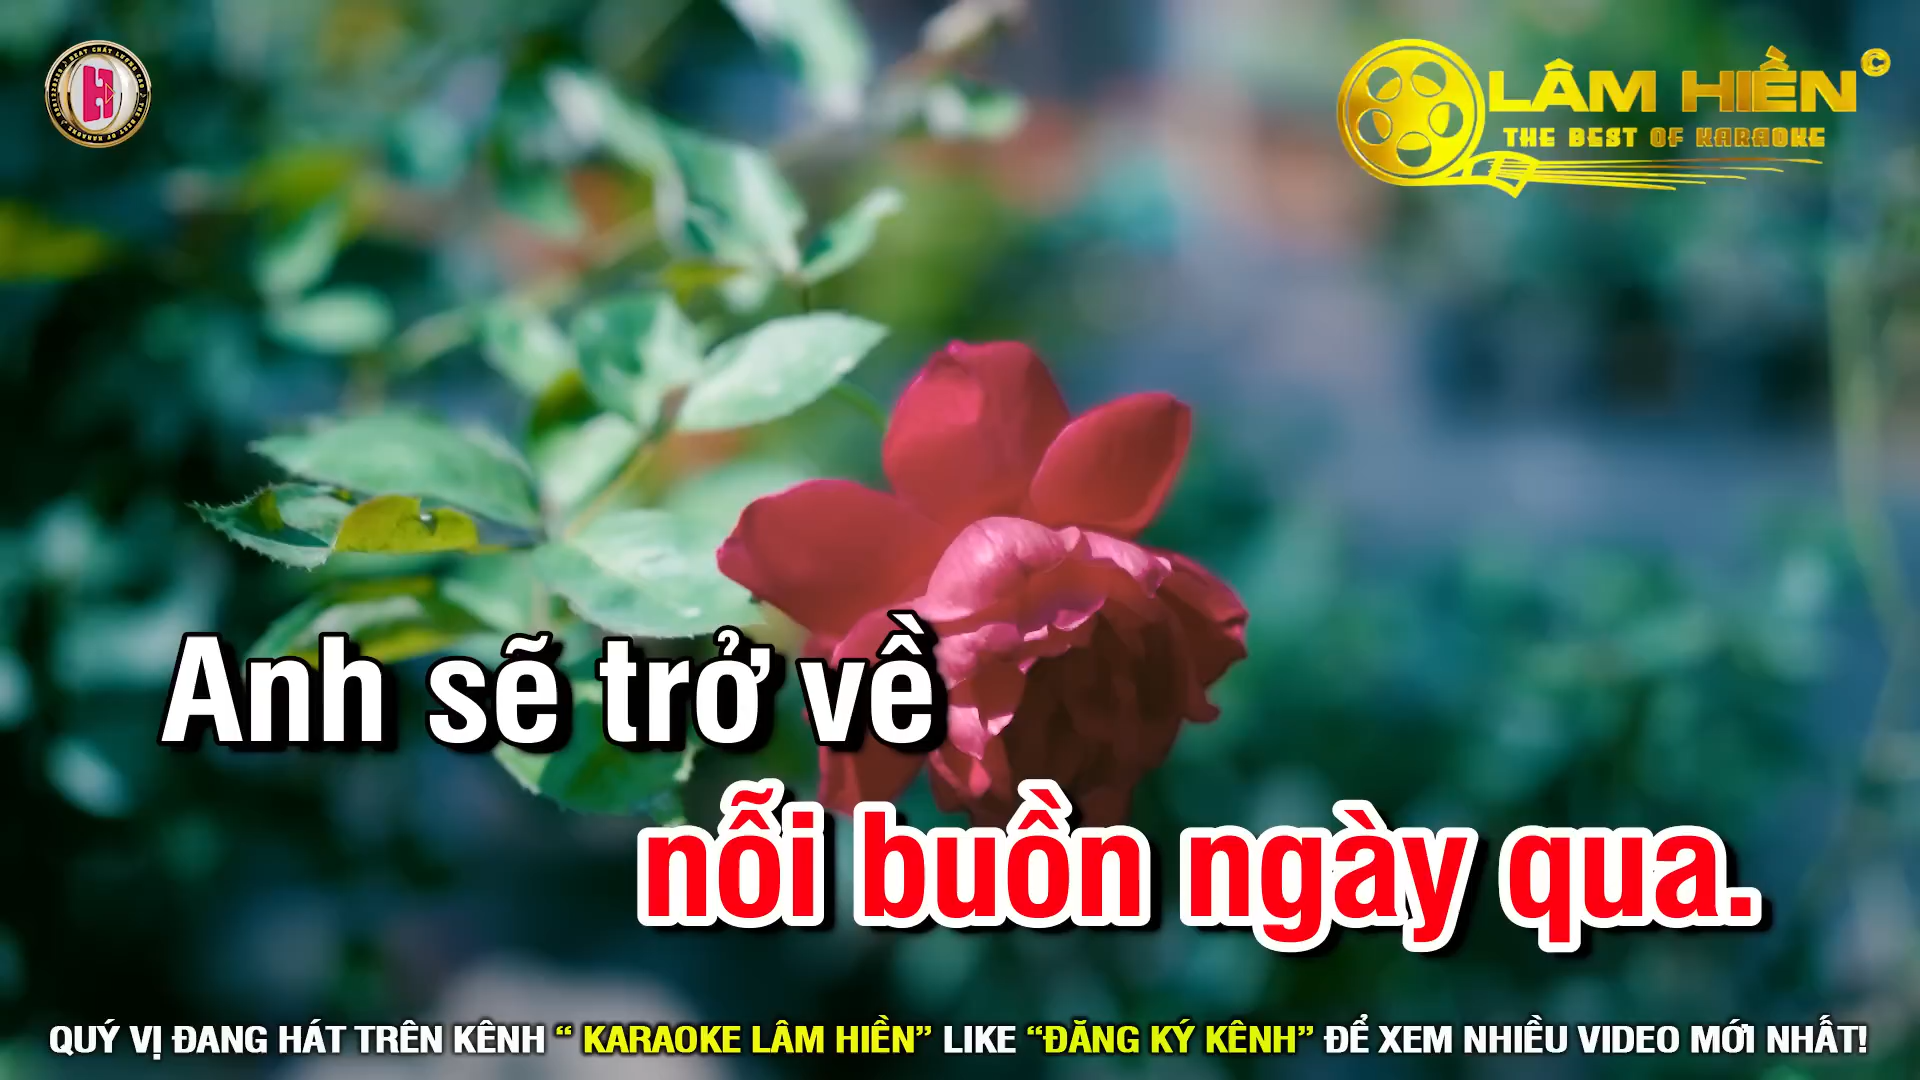 LÂM HIỀN ©
THE BEST OF KARAOKE
Anh sẽ trở về
nỗi buồn ngày qua.
QUÝ VỊ ĐANG HÁT TRÊN KÊNH “ KARAOKE LÂM HIỀN” LIKE “ĐĂNG KÝ KÊNH” ĐỂ XEM NHIỀU VIDEO MỚI NHẤT!